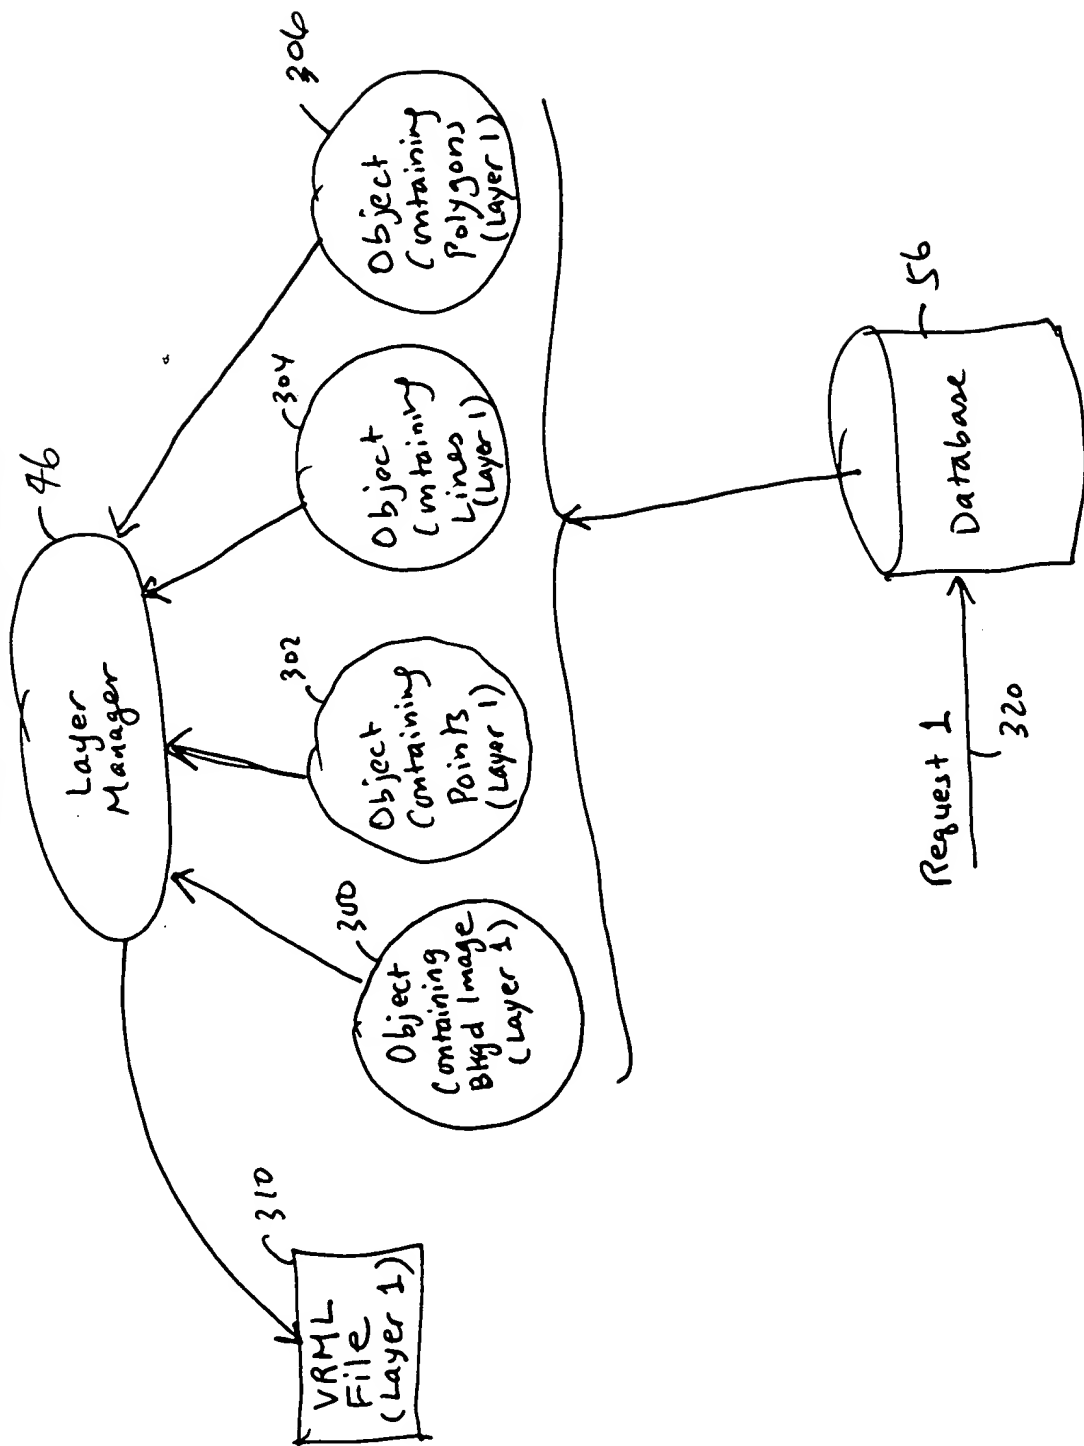 Layer
Manager
46
VRML
File
(Layer 1)
310
Object
Containing
Bkgd Image
(Layer 1)
300
Object
Containing
Points
(Layer 1)
302
Object
Containing
Lines
(Layer 1)
304
Object
Containing
Polygons
(Layer 1)
306
Request 1
320
Database
56